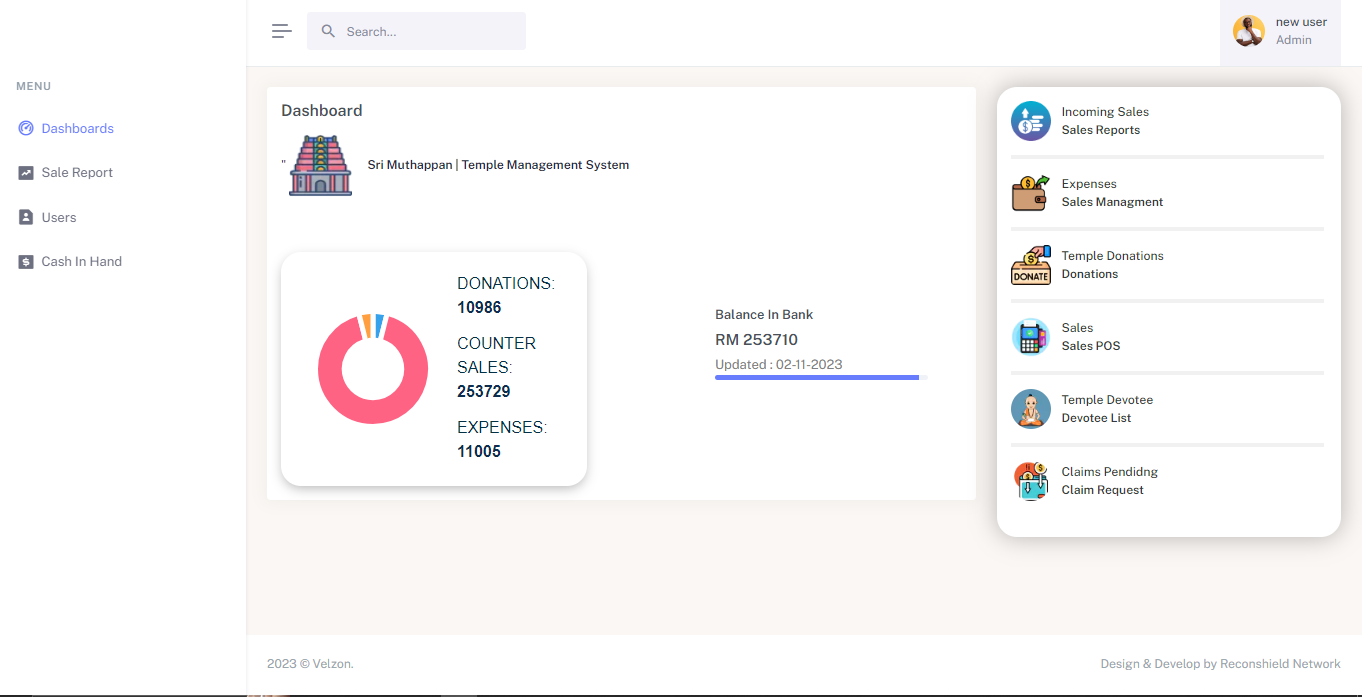 Search...
new user
Admin
MENU
Dashboards
Sale Report
Users
Cash In Hand
Dashboard
"
Sri Muthappan | Temple Management System
DONATIONS:
10986
COUNTER
SALES:
253729
EXPENSES:
11005
Balance In Bank
RM 253710
Updated : 02-11-2023
Incoming Sales
Sales Reports
Expenses
Sales Managment
DONATE
Temple Donations
Donations
Sales
Sales POS
Temple Devotee
Devotee List
Claims Pendidng
Claim Request
2023 © Velzon.
Design & Develop by Reconshield Network